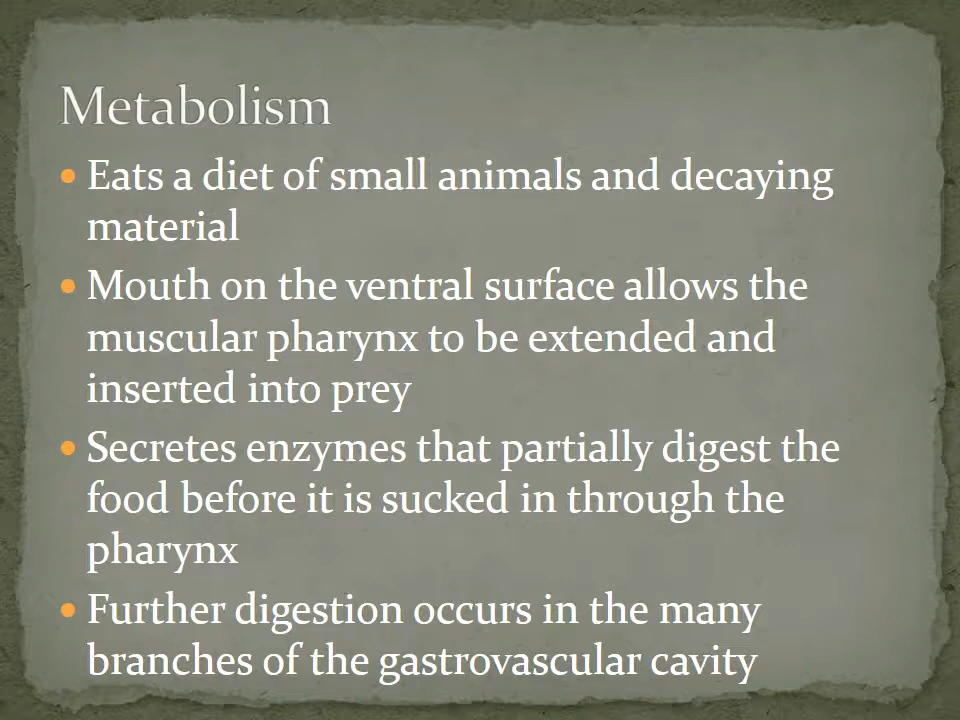 Metabolism
• Eats a diet of small animals and decaying
material
• Mouth on the ventral surface allows the
muscular pharynx to be extended and
inserted into prey
• Secretes enzymes that partially digest the
food before it is sucked in through the
pharynx
• Further digestion occurs in the many
branches of the gastrovascular cavity